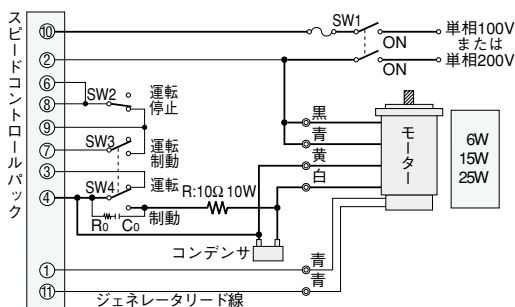 スピードコントロールパック
⑩
②
⑥
⑧
⑨
⑦
③
④
①
⑪
SW1
ON
ON
単相100V
または
単相200V
SW2
運転
停止
SW3
運転
制動
SW4
運転
制動
R0 C0
R:10Ω 10W
コンデンサ
黒
青
黄
白
モーター
6W
15W
25W
青
青
ジェネレータリード線